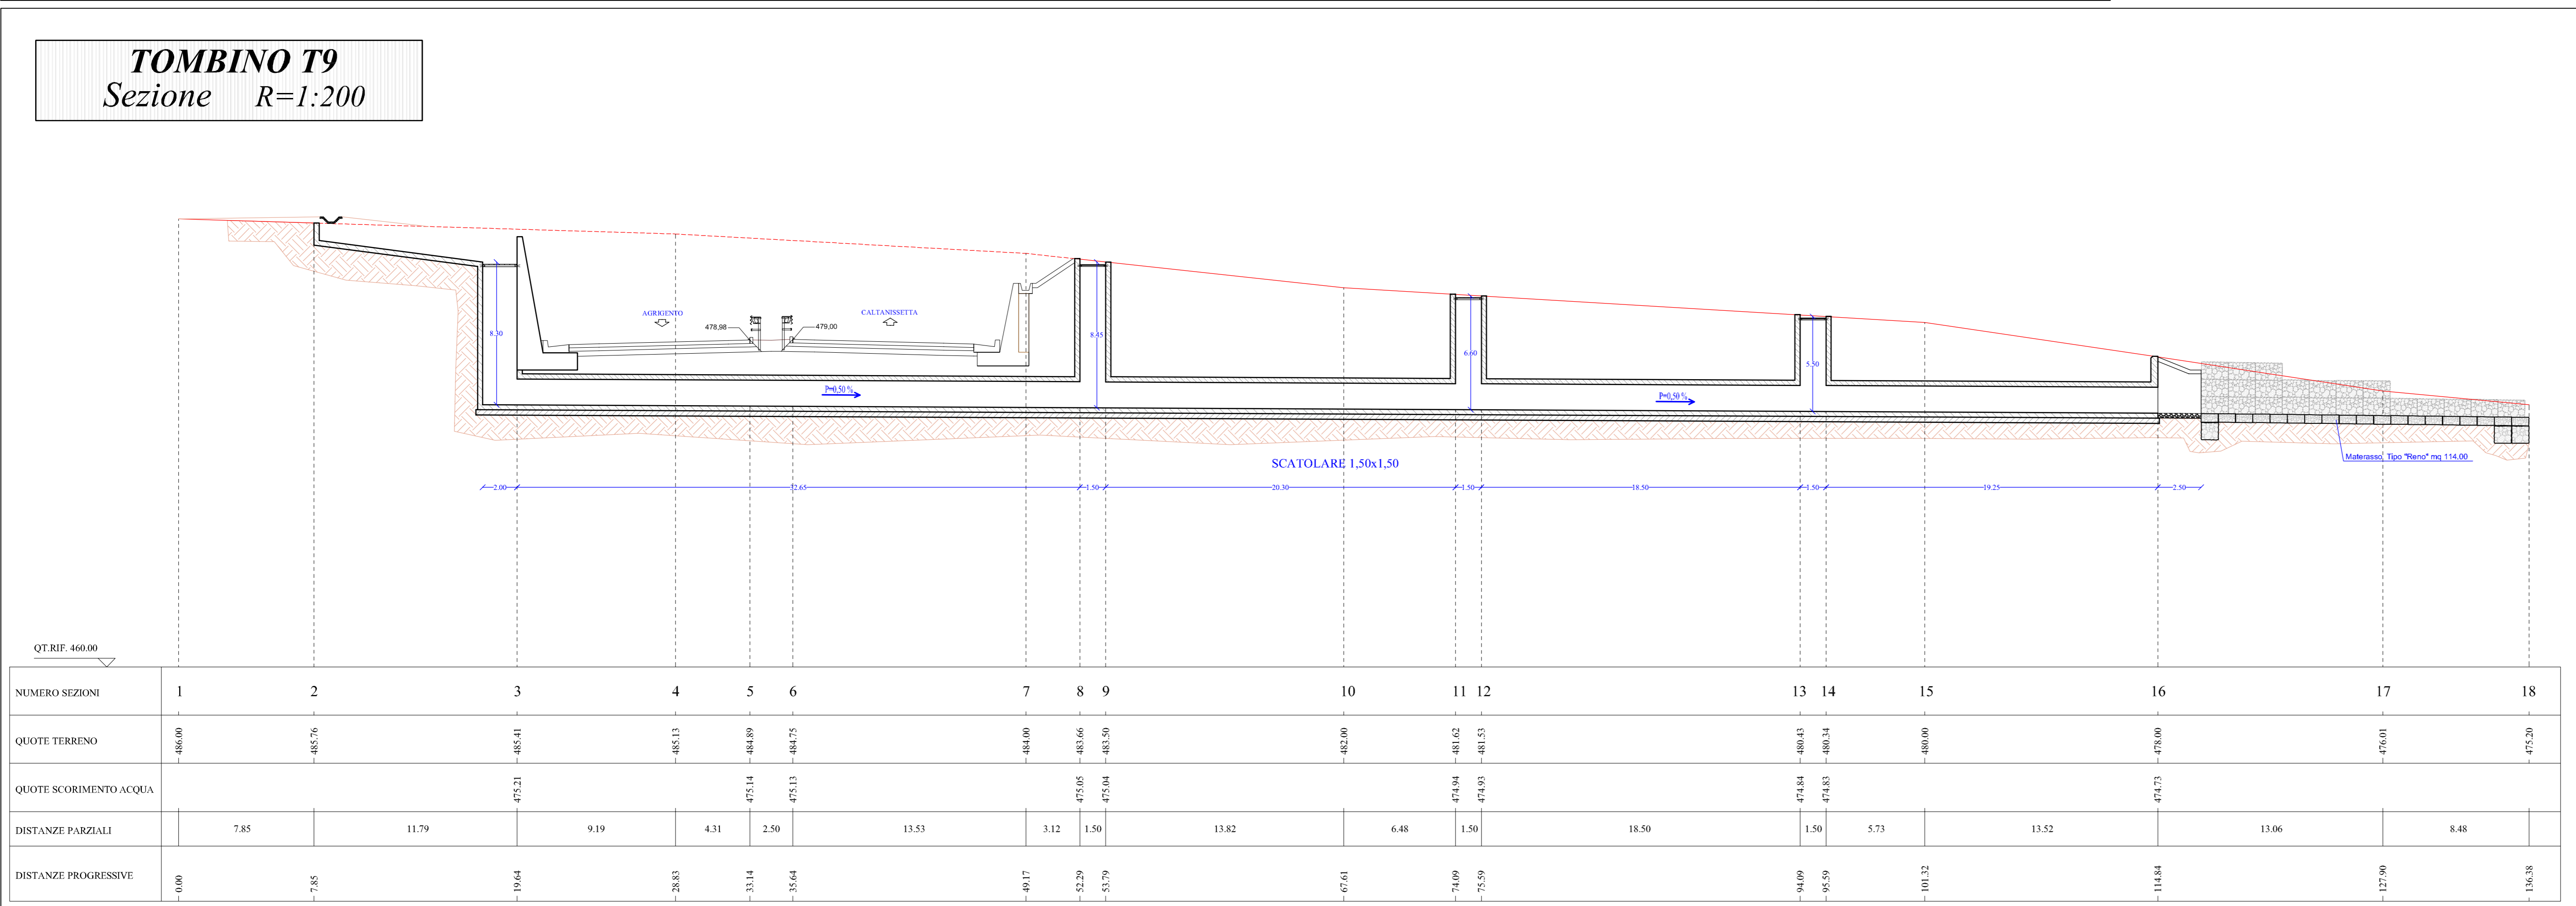 TOMBINO T9
Sezione R=1:200
AGRIGENTO
CALTANISSETTA
478,98
479,00
8.30
8.45
6.60
5.50
P=0,50 %
P=0,50 %
SCATOLARE 1,50x1,50
Materasso Tipo "Reno" mq 114.00
2.00 32.65 1.50 20.30 1.50 18.50 1.50 19.25 2.50
QT.RIF. 460.00
NUMERO SEZIONI 1 2 3 4 5 6 7 8 9 10 11 12 13 14 15 16 17 18
QUOTE TERRENO 486.00 485.76 485.41 485.13 484.89 484.75 484.00 483.66 483.50 482.00 481.62 481.53 480.43 480.34 480.00 478.00 476.01 475.20
QUOTE SCORIMENTO ACQUA 475.21 475.14 475.13 475.05 475.04 474.94 474.93 474.84 474.83 474.73
DISTANZE PARZIALI 7.85 11.79 9.19 4.31 2.50 13.53 3.12 1.50 13.82 6.48 1.50 18.50 1.50 5.73 13.52 13.06 8.48
DISTANZE PROGRESSIVE 0.00 7.85 19.64 28.83 33.14 35.64 49.17 52.29 53.79 67.61 74.09 75.59 94.09 95.59 101.32 114.84 127.90 136.38